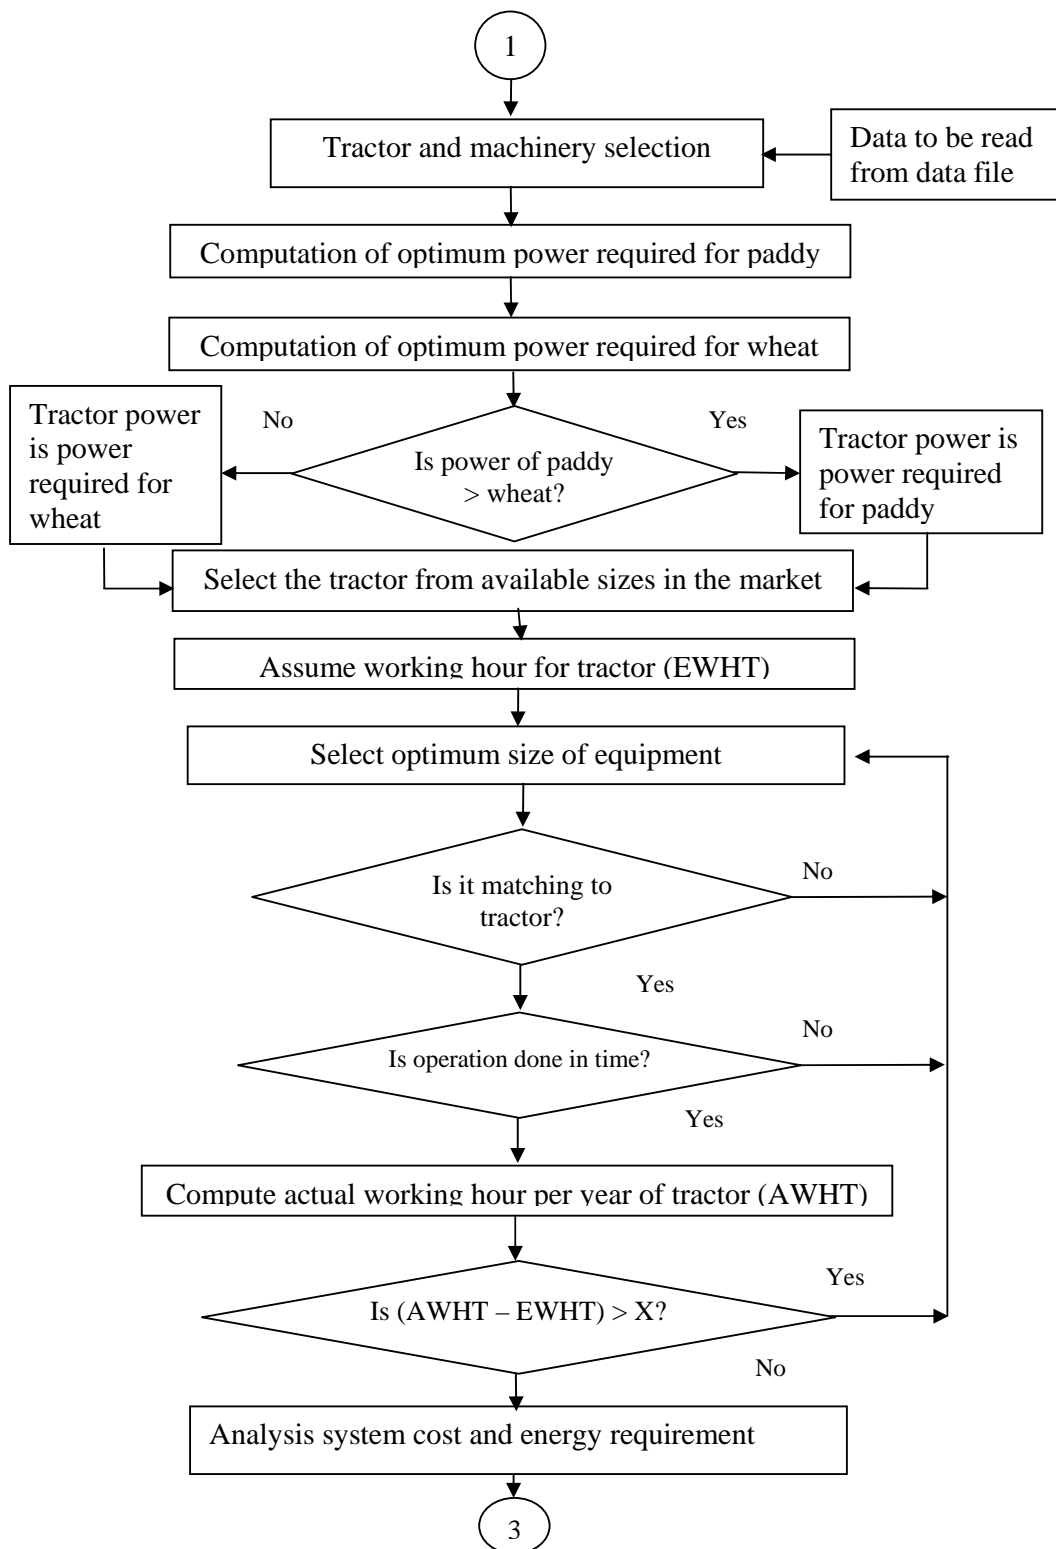 1
Tractor and machinery selection
Data to be read
from data file
Computation of optimum power required for paddy
Computation of optimum power required for wheat
Tractor power
is power
required for
wheat
No
Is power of paddy
> wheat?
Yes
Tractor power is
power required
for paddy
Select the tractor from available sizes in the market
Assume working hour for tractor (EWHT)
Select optimum size of equipment
Is it matching to
tractor?
No
Yes
Is operation done in time?
No
Yes
Compute actual working hour per year of tractor (AWHT)
Is (AWHT – EWHT) > X?
Yes
No
Analysis system cost and energy requirement
3